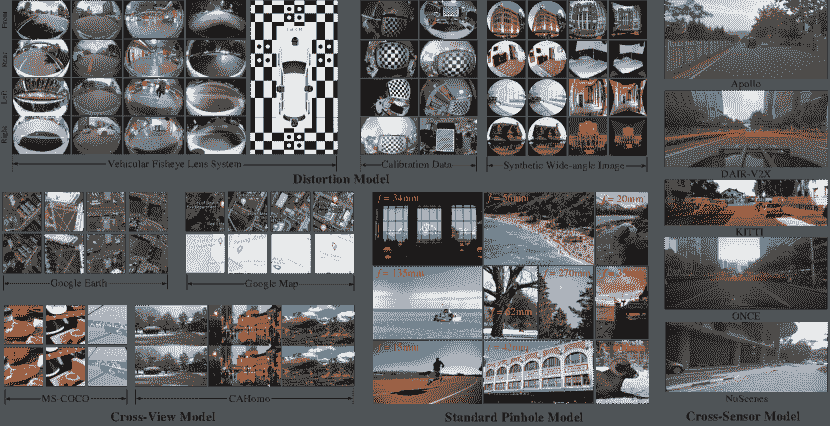 Front
Rear
Left
Right
Vehicular Fisheye Lens System
Calibration Data
Synthetic Wide-angle Image
Distortion Model
Google Earth
Google Map
MS-COCO
CAHomo
Cross-View Model
f = 34mm
f = 20mm
Standard Pinhole Model
Apollo
DAIR-V2X
KITTI
ONCE
NuScenes
Cross-Sensor Model